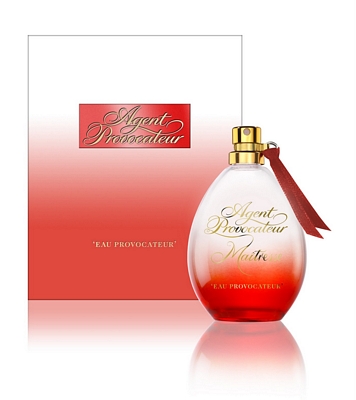 Agent
Provocateur
'EAU PROVOCATEUR'
Agent
Provocateur
Maitresse
'EAU PROVOCATEUR'